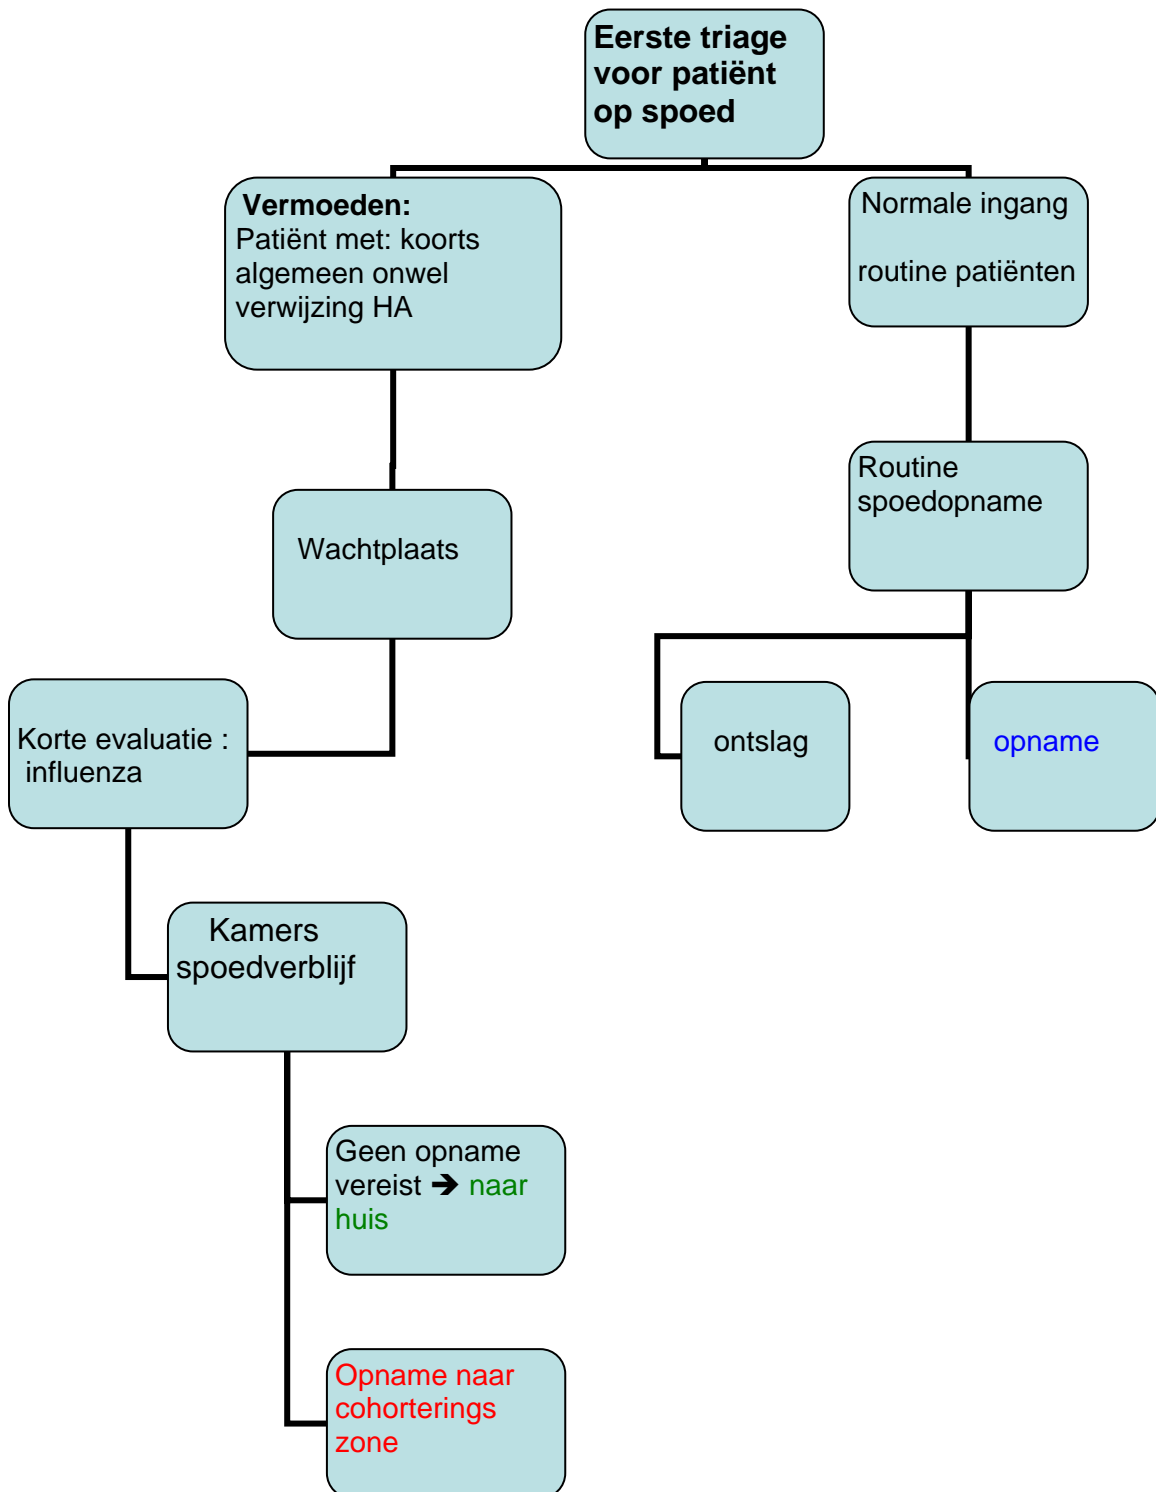 Eerste triage
voor patiënt
op spoed
Vermoeden:
Patiënt met: koorts
algemeen onwel
verwijzing HA
Normale ingang
routine patiënten
Routine
spoedopname
Wachtplaats
Korte evaluatie :
influenza
ontslag
opname
Kamers
spoedverblijf
Geen opname
vereist ➔ naar
huis
Opname naar
cohorterings
zone